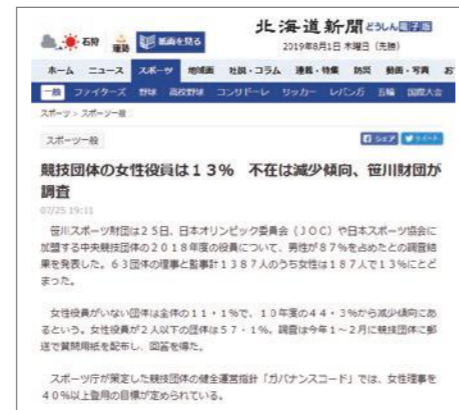 北海道新聞 どうしん電子版
石狩 道路 紙面を見る
2019年8月1日 木曜日 (先勝)
ホーム ニュース スポーツ 地域面 社説・コラム 連載・特集 防災 動画・写真 お
一般 ファイターズ 野球 高校野球 コンサドーレ サッカー レバンガ 五輪 国際大会
スポーツ > スポーツ一般
スポーツ一般
シェア ツイート
競技団体の女性役員は13% 不在は減少傾向、笹川財団が
調査
07/25 19:11
笹川スポーツ財団は25日、日本オリンピック委員会(JOC)や日本スポーツ協会に
加盟する中央競技団体の2018年度の役員について、男性が87%を占めたとの調査結
果を発表した。63団体の理事と監事計1387人のうち女性は187人で13%にとど
まった。
女性役員がいない団体は全体の11・1%で、10年度の44・3%から減少傾向にあ
るという。女性役員が2人以下の団体は57・1%。調査は今年1~2月に競技団体に郵
送で質問用紙を配布し、回答を得た。
スポーツ庁が策定した競技団体の健全運営指針「ガバナンスコード」では、女性理事を
40%以上登用の目標が定められている。